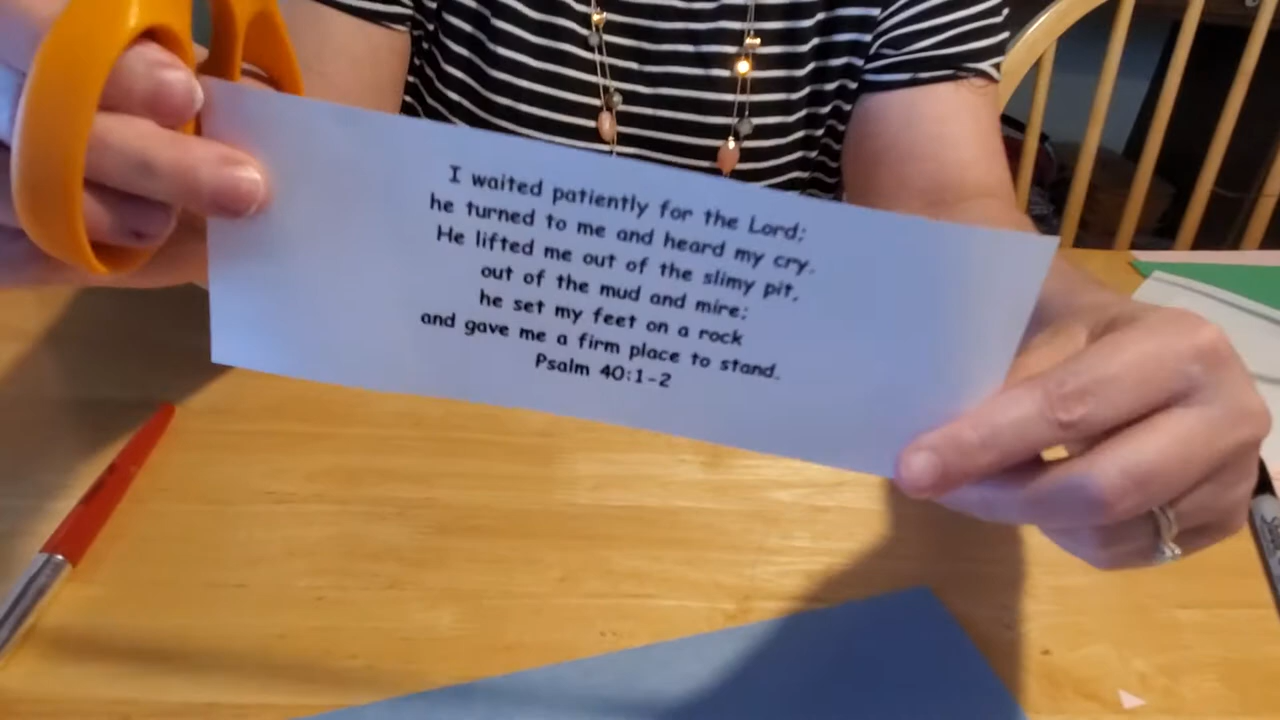 I waited patiently for the Lord;
he turned to me and heard my cry.
He lifted me out of the slimy pit,
out of the mud and mire;
he set my feet on a rock
and gave me a firm place to stand.
Psalm 40:1-2